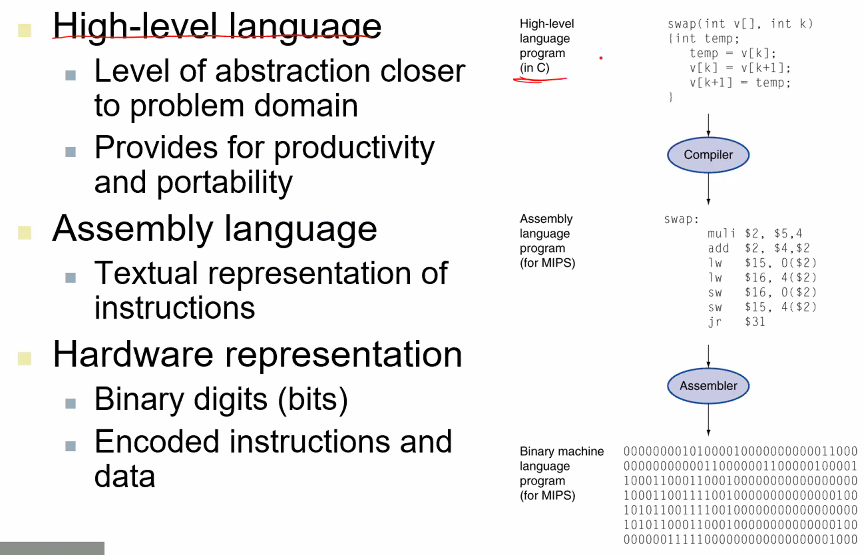 High-level language
Level of abstraction closer
to problem domain
Provides for productivity
and portability
Assembly language
Textual representation of
instructions
Hardware representation
Binary digits (bits)
Encoded instructions and
data
High-level
language
program
(in C)
swap(int v[], int k)
{int temp;
temp = v[k];
v[k] = v[k+1];
v[k+1] = temp;
}
Compiler
Assembly
language
program
(for MIPS)
swap:
muli $2, $5,4
add $2, $4,$2
lw $15, 0($2)
lw $16, 4($2)
sw $16, 0($2)
sw $15, 4($2)
jr $31
Assembler
Binary machine
language
program
(for MIPS)
00000000101000010000000000011000
00000000000110000001100000100001
10001100011000100000000000000000
10001100111100100000000000000100
10101100111100100000000000000000
10101100011000100000000000000100
00000011111000000000000000001000